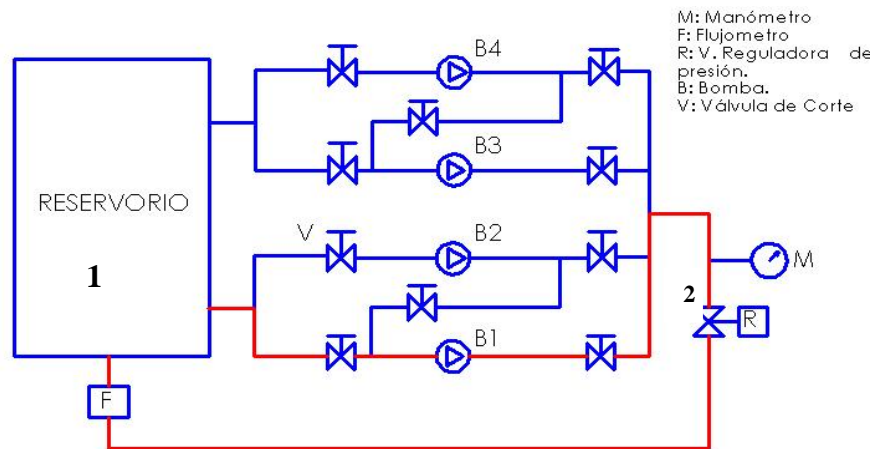 M: Manómetro
F: Flujometro
R: V. Reguladora de
presión.
B: Bomba.
V: Válvula de Corte
B4
B3
RESERVORIO
V
B2
1
M
2
R
B1
F